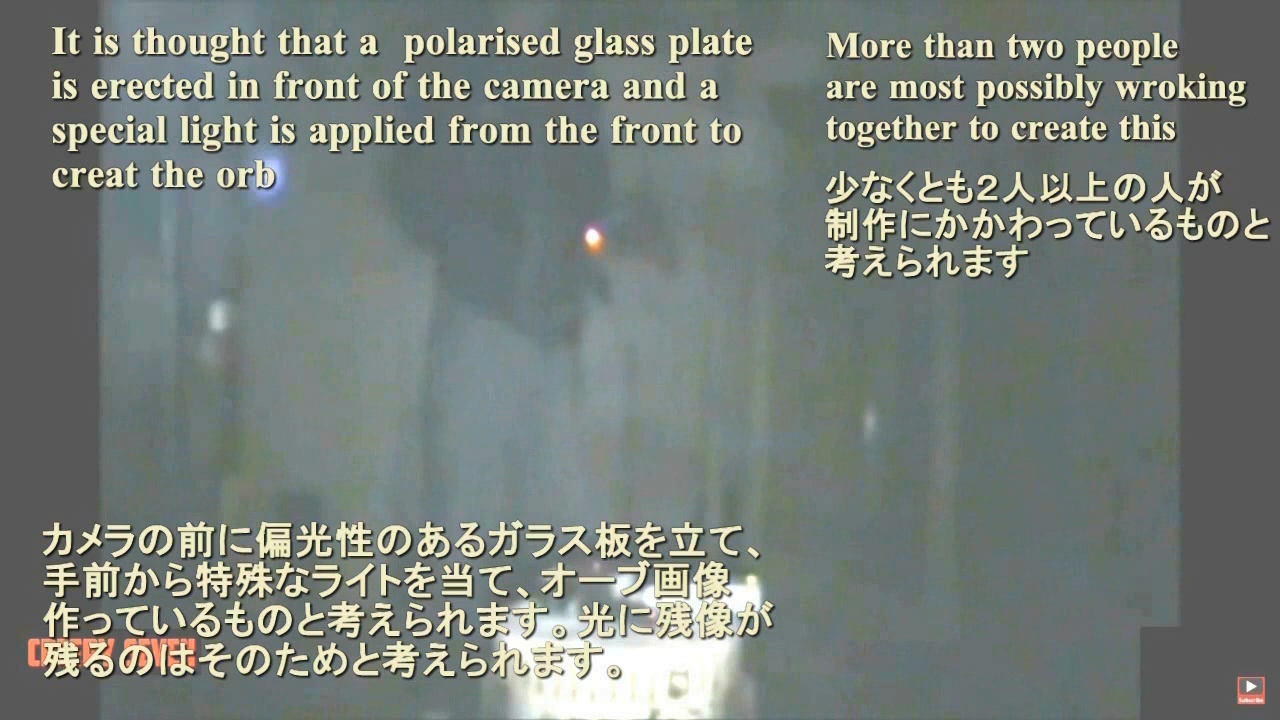 It is thought that a polarised glass plate
is erected in front of the camera and a
special light is applied from the front to
creat the orb
More than two people
are most possibly wroking
together to create this
少なくとも２人以上の人が
制作にかかわっているものと
考えられます
カメラの前に偏光性のあるガラス板を立て、
手前から特殊なライトを当て、オーブ画像
作っているものと考えられます。光に残像が
残るのはそのためと考えられます。
Subscribe